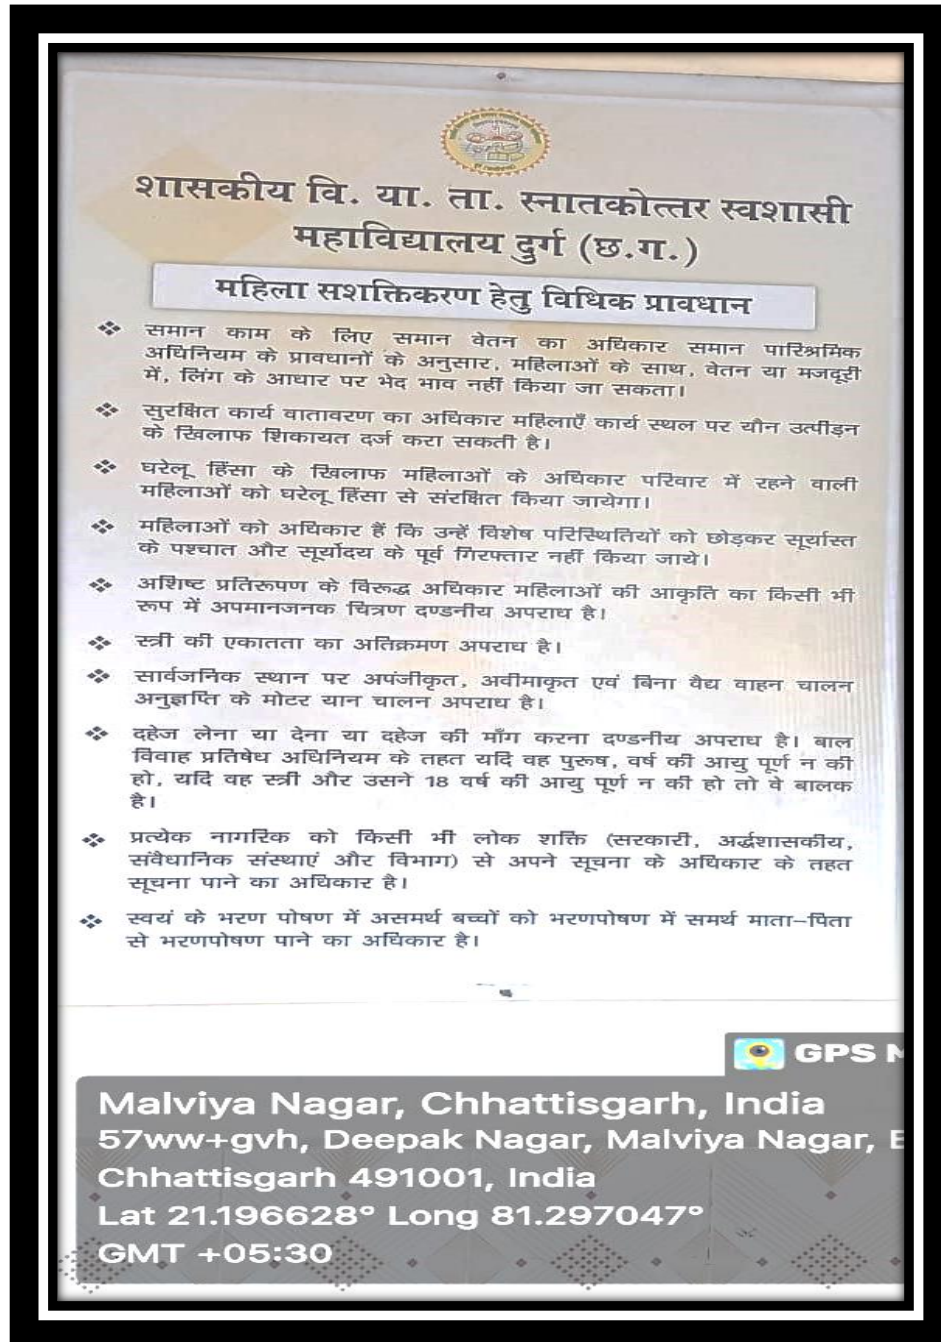 शासकीय वि. या. ता. स्नातकोत्तर स्वशासी
महाविद्यालय दुर्ग (छ.ग.)
महिला सशक्तिकरण हेतु विधिक प्रावधान
❖ समान काम के लिए समान वेतन का अधिकार समान पारिश्रमिक
अधिनियम के प्रावधानों के अनुसार, महिलाओं के साथ, वेतन या मजदूरी
में, लिंग के आधार पर भेद भाव नहीं किया जा सकता।
❖ सुरक्षित कार्य वातावरण का अधिकार महिलाएँ कार्य स्थल पर यौन उत्पीड़न
के खिलाफ शिकायत दर्ज करा सकती है।
❖ घरेलू हिंसा के खिलाफ महिलाओं के अधिकार परिवार में रहने वाली
महिलाओं को घरेलू हिंसा से संरक्षित किया जायेगा।
❖ महिलाओं को अधिकार हैं कि उन्हें विशेष परिस्थितियों को छोड़कर सूर्यास्त
के पश्चात और सूर्योदय के पूर्व गिरफ्तार नहीं किया जाये।
❖ अशिष्ट प्रतिरूपण के विरूद्ध अधिकार महिलाओं की आकृति का किसी भी
रूप में अपमानजनक चित्रण दण्डनीय अपराध है।
❖ स्त्री की एकातता का अतिक्रमण अपराध है।
❖ सार्वजनिक स्थान पर अपंजीकृत, अवीमाकृत एवं बिना वैद्य वाहन चालन
अनुज्ञप्ति के मोटर यान चालन अपराध है।
❖ दहेज लेना या देना या दहेज की माँग करना दण्डनीय अपराध है। बाल
विवाह प्रतिषेध अधिनियम के तहत यदि वह पुरूष, वर्ष की आयु पूर्ण न की
हो, यदि वह स्त्री और उसने 18 वर्ष की आयु पूर्ण न की हो तो वे बालक
है।
❖ प्रत्येक नागरिक को किसी भी लोक शक्ति (सरकारी, अर्द्धशासकीय,
संवैधानिक संस्थाएं और विभाग) से अपने सूचना के अधिकार के तहत
सूचना पाने का अधिकार है।
❖ स्वयं के भरण पोषण में असमर्थ बच्चों को भरणपोषण में समर्थ माता–पिता
से भरणपोषण पाने का अधिकार है।
GPS M
Malviya Nagar, Chhattisgarh, India
57ww+gvh, Deepak Nagar, Malviya Nagar, E
Chhattisgarh 491001, India
Lat 21.196628° Long 81.297047°
GMT +05:30